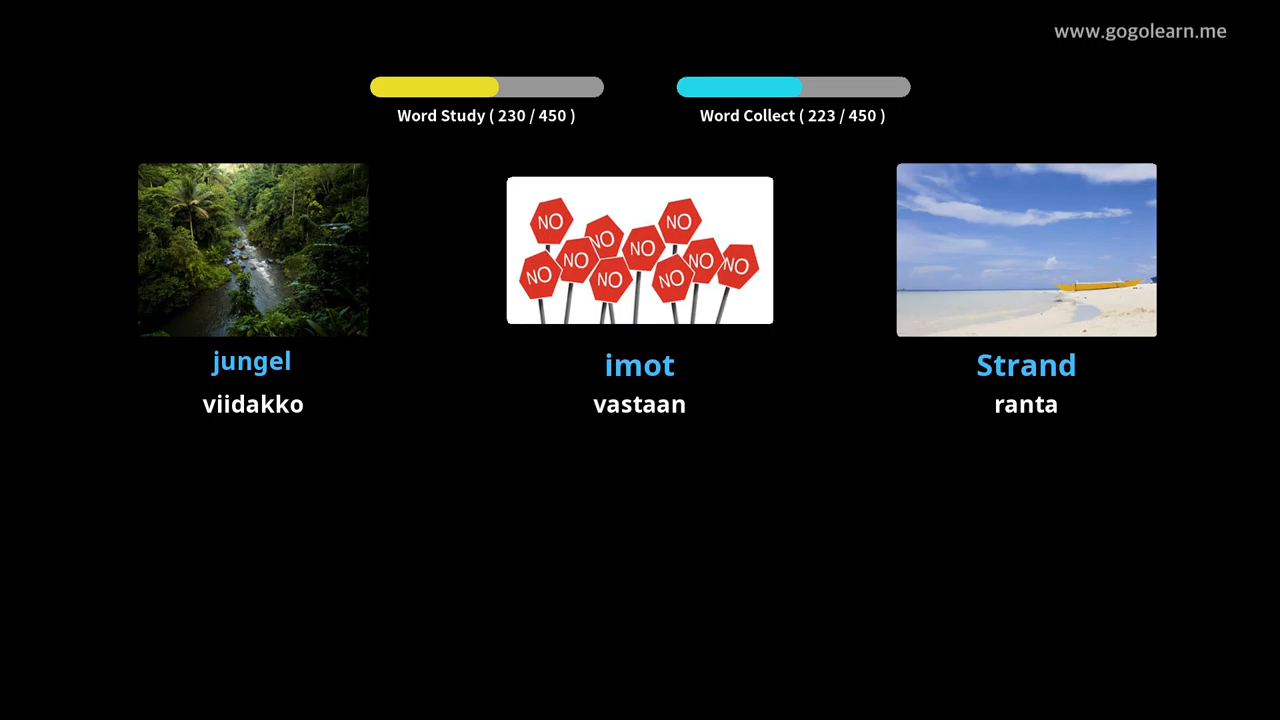 www.gogolearn.me
Word Study ( 230 / 450 )
Word Collect ( 223 / 450 )
NO
NO
NO
NO
NO
NO
NO
NO
NO
NO
jungel
imot
Strand
viidakko
vastaan
ranta